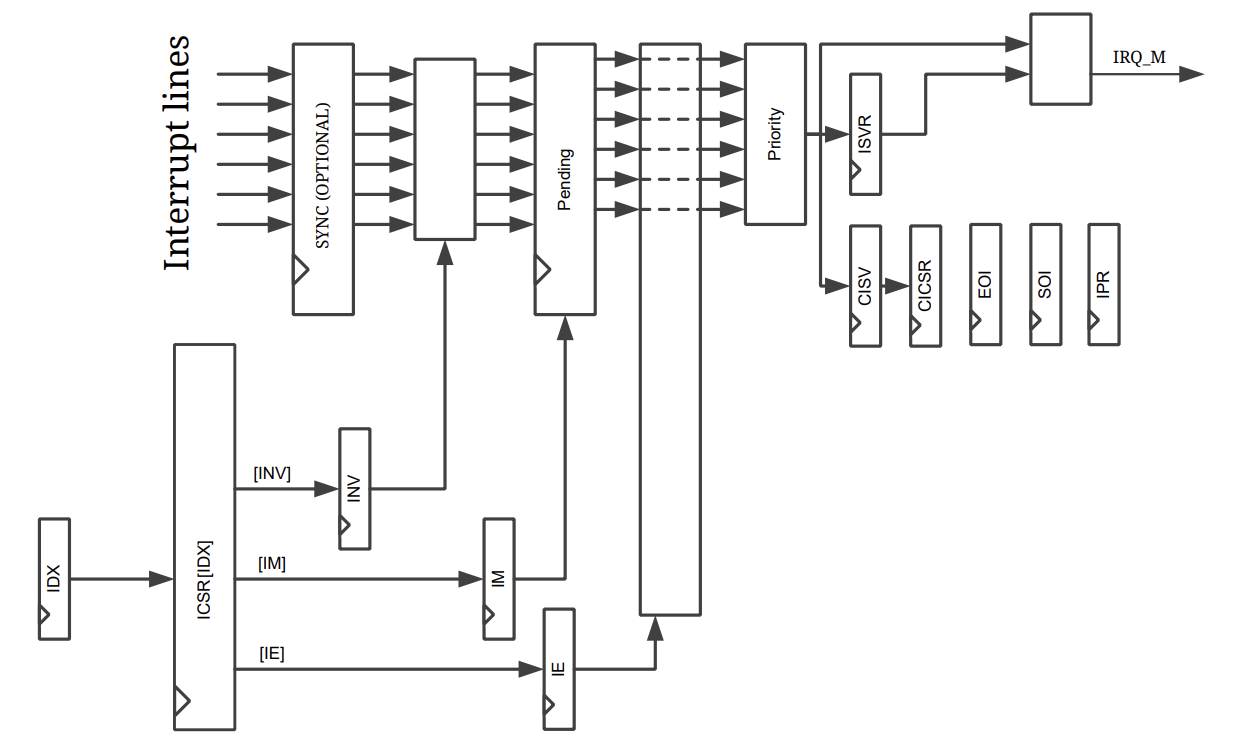 Interrupt lines
SYNC (OPTIONAL)
Pending
Priority
ISVR
IRQ_M
CISV
CICSR
EOI
SOI
IPR
IDX
ICSR[IDX]
[INV]
INV
[IM]
IM
[IE]
IE